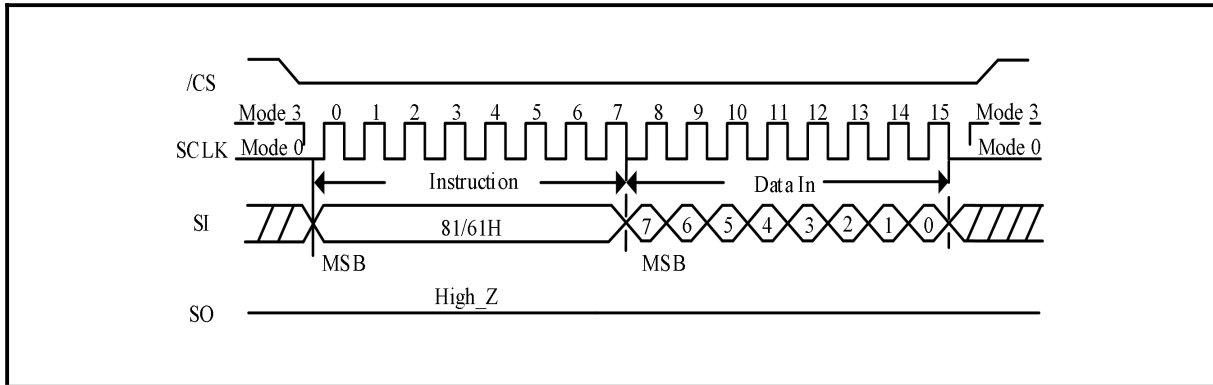 /CS
Mode 3 0 1 2 3 4 5 6 7 8 9 10 11 12 13 14 15 Mode 3
SCLK Mode 0 Mode 0
Instruction Data In
SI 81/61H 7 6 5 4 3 2 1 0
MSB MSB
High_Z
SO